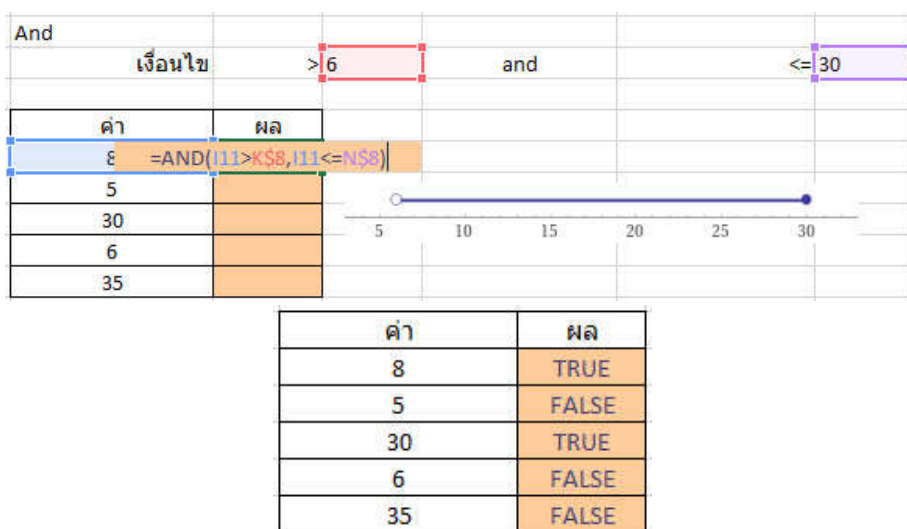 And
เงื่อนไข > 6 and <= 30
ค่า ผล
8 =AND(I11>K$8,I11<=N$8)
5
30
6
35
5 10 15 20 25 30
ค่า ผล
8 TRUE
5 FALSE
30 TRUE
6 FALSE
35 FALSE